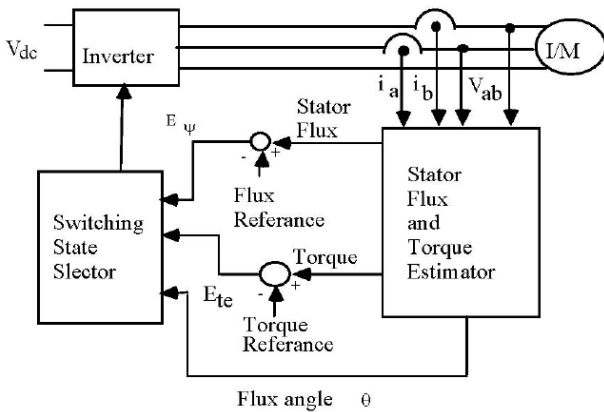 Vdc
Inverter
I/M
i a
i b
Vab
E ψ
Stator
Flux
- +
Flux
Referance
Switching
State
Slector
Stator
Flux
and
Torque
Estimator
Torque
Ete
- +
Torque
Referance
Flux angle θ